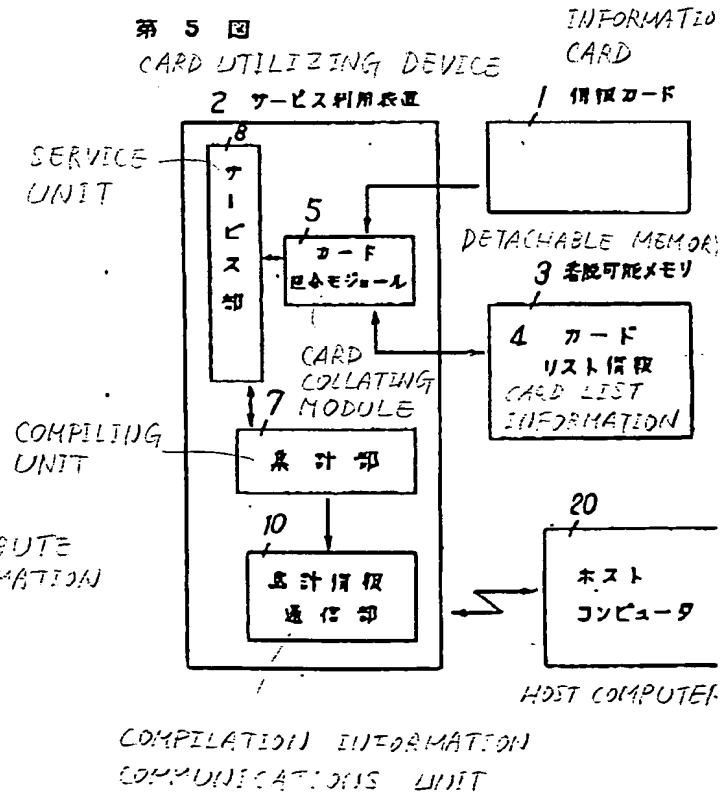 第 5 図
CARD UTILIZING DEVICE
2 サービス利用装置
INFORMATIO
CARD
1 情報カード
SERVICE
UNIT
8
サービス部
5
カード
照合モジュール
CARD
COLLATING
MODULE
DETACHABLE MEMORY
3 着脱可能メモリ
4 カード
リスト情報
CARD LIST
INFORMATION
COMPILING
UNIT
7
集計部
BUTE
MATION
10
集計情報
通信部
20
ホスト
コンピュータ
HOST COMPUTER
COMPILATION INFORMATION
COMMUNICATIONS UNIT